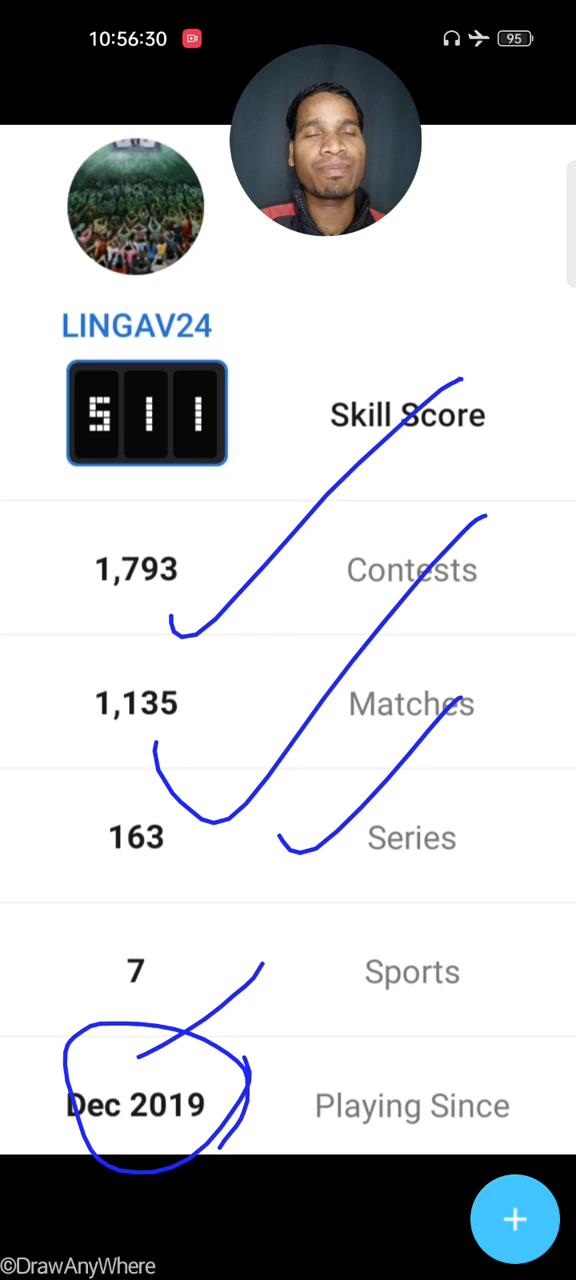 10:56:30 95
LINGAV24
511 Skill Score
1,793 Contests
1,135 Matches
163 Series
7 Sports
Dec 2019 Playing Since
+
©DrawAnyWhere